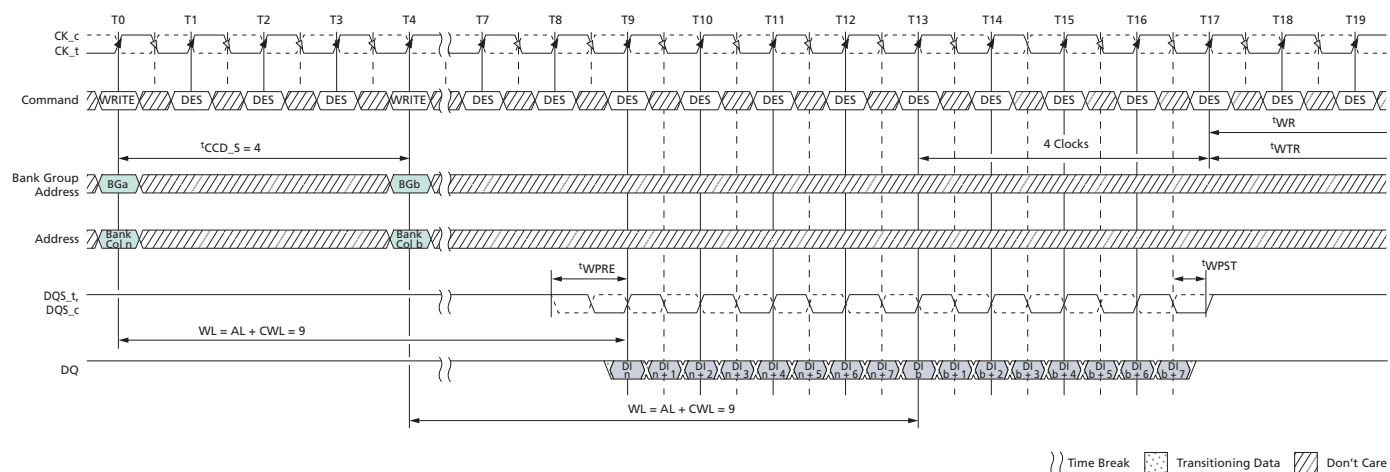 T0 T1 T2 T3 T4 T7 T8 T9 T10 T11 T12 T13 T14 T15 T16 T17 T18 T19
CK_c
CK_t
Command WRITE DES DES DES WRITE DES DES DES DES DES DES DES DES DES DES DES DES DES
tWR
tCCD_S = 4 4 Clocks tWTR
Bank Group Address BGa BGb
Address Bank Col n Bank Col b
tWPRE tWPST
DQS_t,
DQS_c
WL = AL + CWL = 9
DQ DI n DI n + 1 DI n + 2 DI n + 3 DI n + 4 DI n + 5 DI n + 6 DI n + 7 DI b DI b + 1 DI b + 2 DI b + 3 DI b + 4 DI b + 5 DI b + 6 DI b + 7
WL = AL + CWL = 9
Time Break Transitioning Data Don't Care